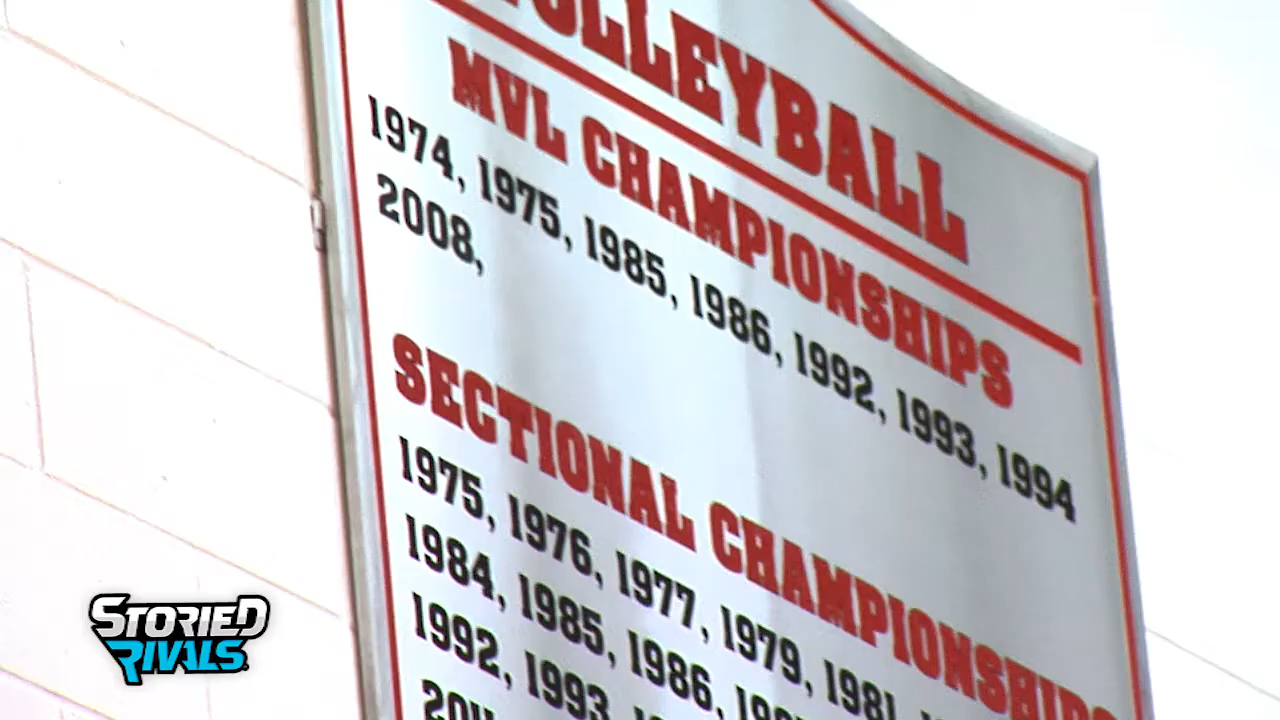 VOLLEYBALL
MVL CHAMPIONSHIPS
1974, 1975, 1985, 1986, 1992, 1993, 1994
2008,
SECTIONAL CHAMPIONSHIPS
1975, 1976, 1977, 1979, 1981,
1984, 1985, 1986,
1992, 1993
STORIED
RIVALS